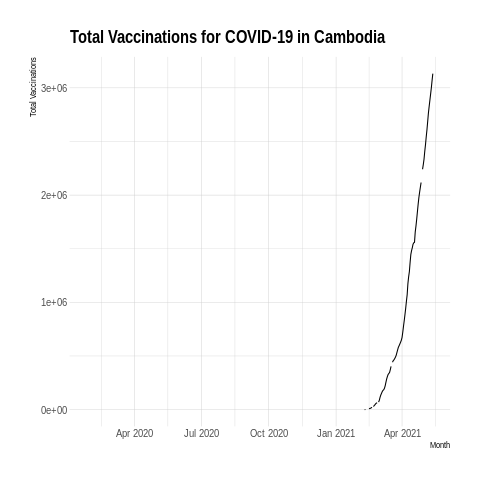 Total Vaccinations for COVID-19 in Cambodia
Total Vaccinations
3e+06
2e+06
1e+06
0e+00
Apr 2020 Jul 2020 Oct 2020 Jan 2021 Apr 2021
Month